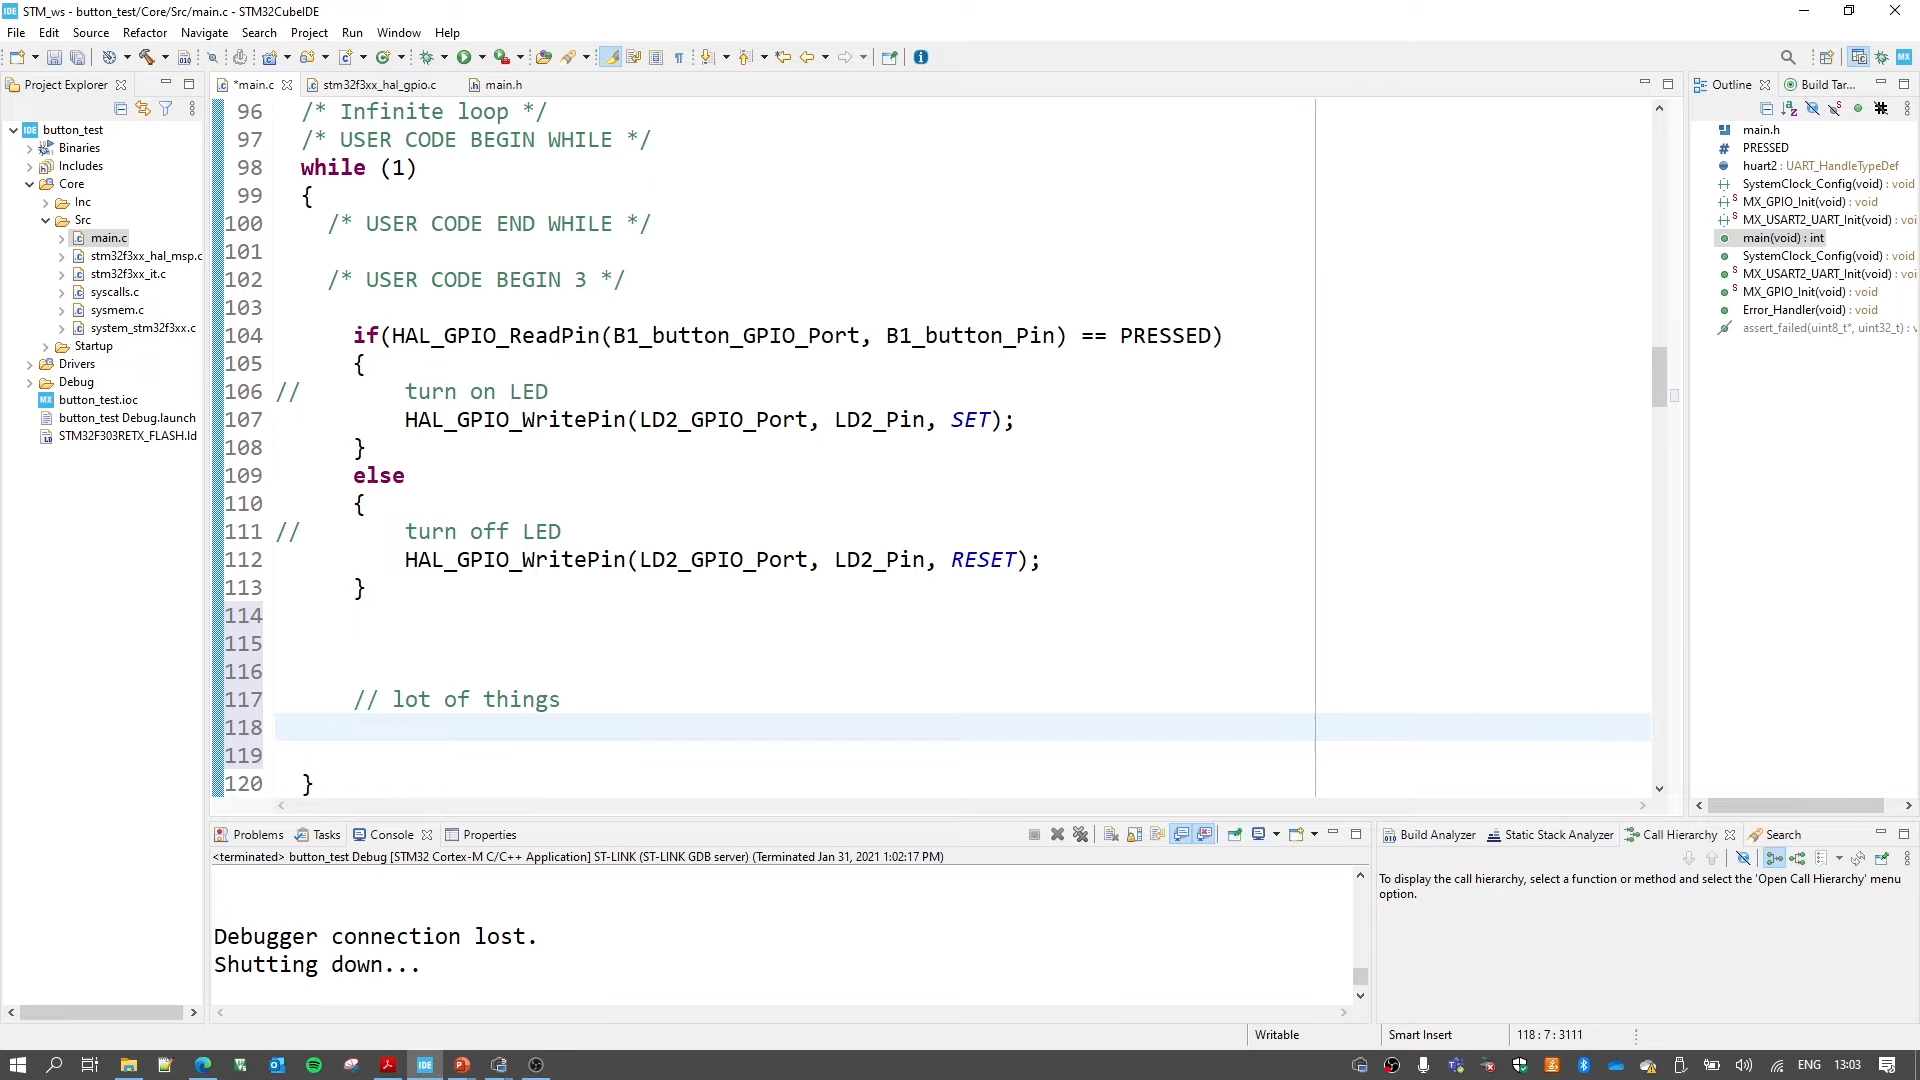 STM_ws - button_test/Core/Src/main.c - STM32CubeIDE
File Edit Source Refactor Navigate Search Project Run Window Help
Project Explorer
*main.c
stm32f3xx_hal_gpio.c
main.h
Outline
Build Tar...
button_test
Binaries
Includes
Core
Inc
Src
main.c
stm32f3xx_hal_msp.c
stm32f3xx_it.c
syscalls.c
sysmem.c
system_stm32f3xx.c
Startup
Drivers
Debug
button_test.ioc
button_test Debug.launch
STM32F303RETX_FLASH.ld
96 /* Infinite loop */
97 /* USER CODE BEGIN WHILE */
98 while (1)
99 {
100 /* USER CODE END WHILE */
101
102 /* USER CODE BEGIN 3 */
103
104 if(HAL_GPIO_ReadPin(B1_button_GPIO_Port, B1_button_Pin) == PRESSED)
105 {
106 // turn on LED
107 HAL_GPIO_WritePin(LD2_GPIO_Port, LD2_Pin, SET);
108 }
109 else
110 {
111 // turn off LED
112 HAL_GPIO_WritePin(LD2_GPIO_Port, LD2_Pin, RESET);
113 }
114
115
116
117 // lot of things
118
119
120 }
main.h
PRESSED
huart2 : UART_HandleTypeDef
SystemClock_Config(void) : void
MX_GPIO_Init(void) : void
MX_USART2_UART_Init(void) : voi
main(void) : int
SystemClock_Config(void) : void
MX_USART2_UART_Init(void) : voi
MX_GPIO_Init(void) : void
Error_Handler(void) : void
assert_failed(uint8_t*, uint32_t) : v
Problems Tasks Console Properties
<terminated> button_test Debug [STM32 Cortex-M C/C++ Application] ST-LINK (ST-LINK GDB server) (Terminated Jan 31, 2021 1:02:17 PM)
Debugger connection lost.
Shutting down...
Build Analyzer Static Stack Analyzer Call Hierarchy Search
To display the call hierarchy, select a function or method and select the 'Open Call Hierarchy' menu
option.
Writable Smart Insert 118 : 7 : 3111
ENG 13:03